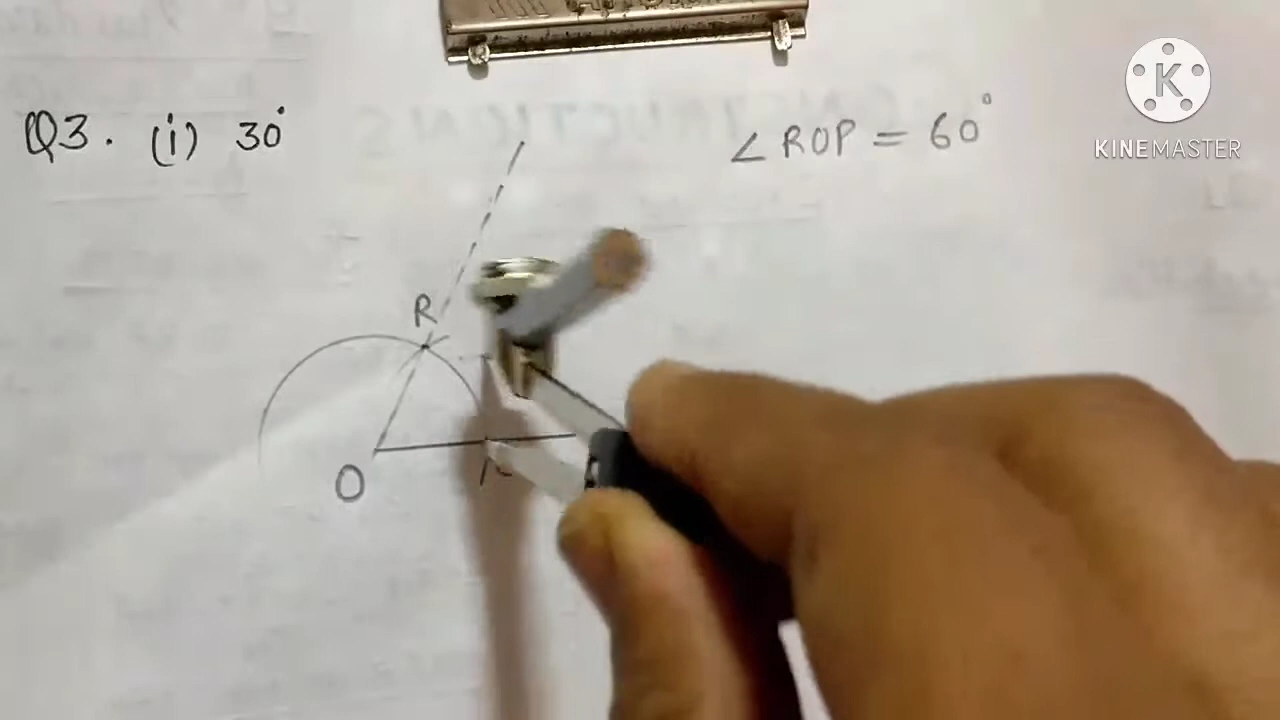 Q3. (i) 30°
∠ROP = 60°
K
KINEMASTER
R
O